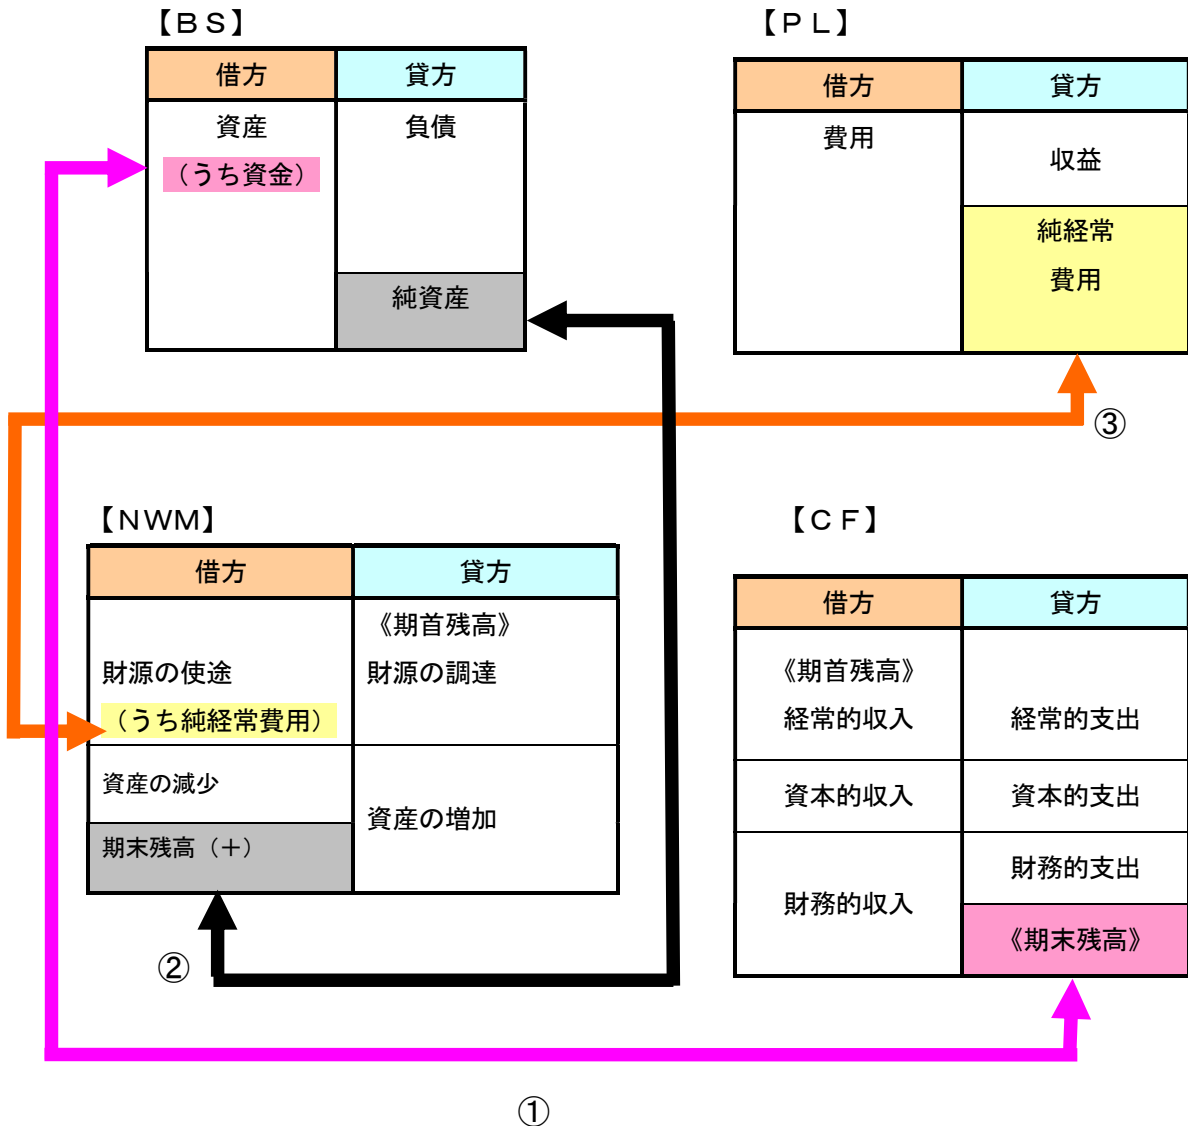 【ＢＳ】
借方
貸方
資産
（うち資金）
負債
純資産
【ＰＬ】
借方
貸方
費用
収益
純経常
費用
③
【ＮＷＭ】
借方
貸方
財源の使途
（うち純経常費用）
資産の減少
期末残高（＋）
《期首残高》
財源の調達
資産の増加
②
【ＣＦ】
借方
貸方
《期首残高》
経常的収入
経常的支出
資本的収入
資本的支出
財務的収入
財務的支出
《期末残高》
①